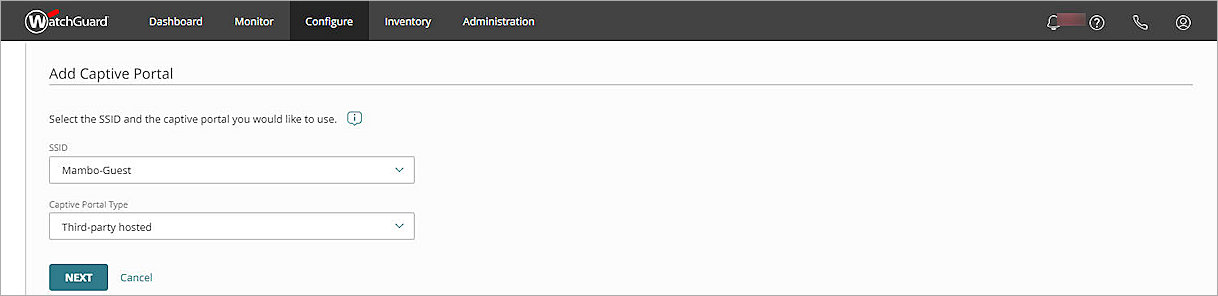 WatchGuard Dashboard Monitor Configure Inventory Administration
Add Captive Portal
Select the SSID and the captive portal you would like to use.
SSID
Mambo-Guest
Captive Portal Type
Third-party hosted
NEXT Cancel